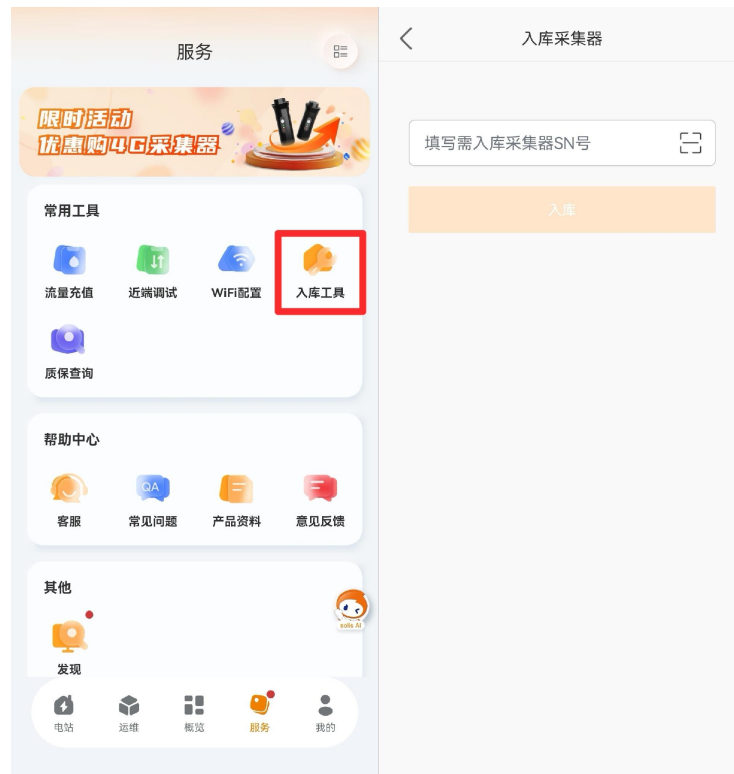 服务
限时活动
优惠购4G采集器
常用工具
流量充值
近端调试
WiFi配置
入库工具
质保查询
帮助中心
QA
客服
常见问题
产品资料
意见反馈
其他
solis AI
发现
电站
运维
概览
服务
我的
入库采集器
填写需入库采集器SN号
入库